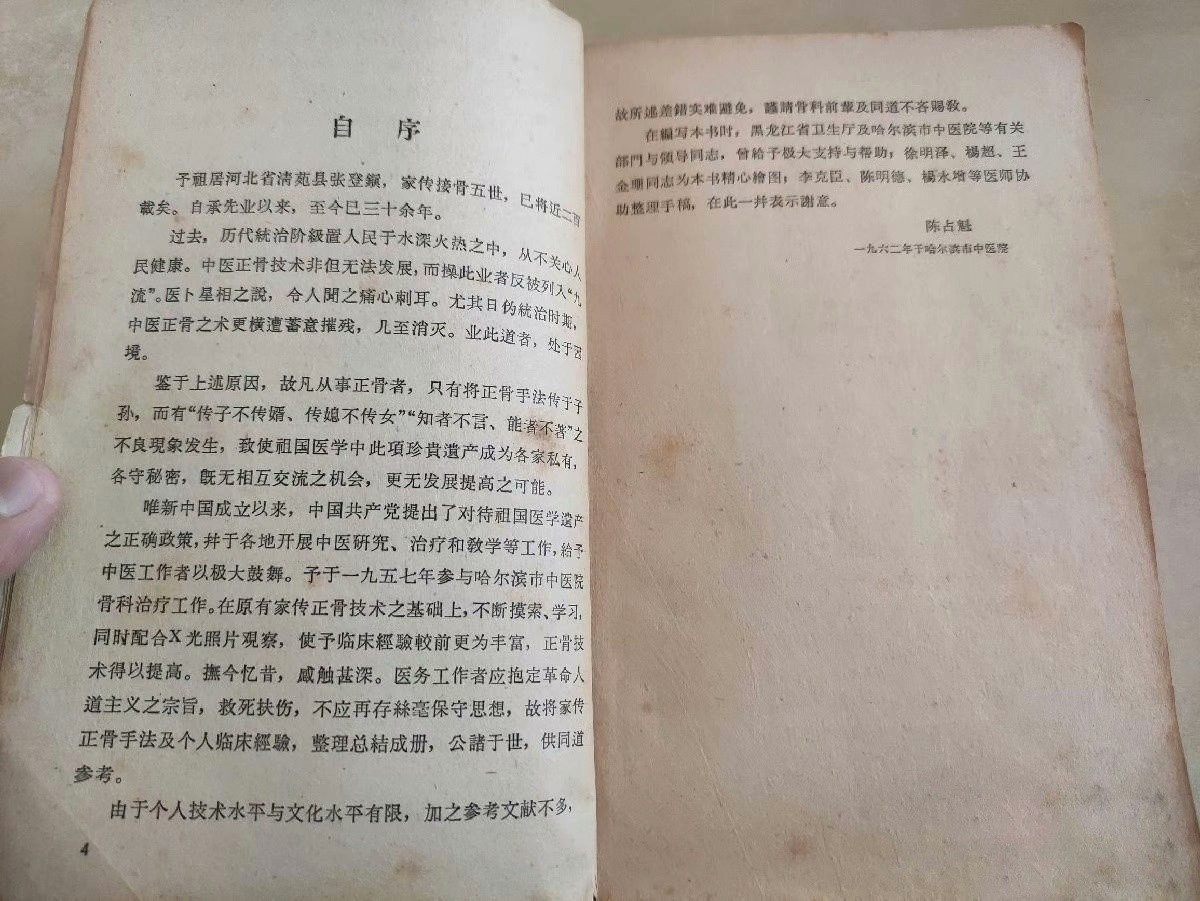 自序
予祖居河北省清苑县张登鎮，家传接骨五世，已将近二百
載矣。自承先业以来，至今已三十余年。
过去，历代統治阶級置人民于水深火热之中，从不关心人
民健康。中医正骨技术非但无法发展，而操此业者反被列入“九
流”。医卜星相之說，令人聞之痛心刺耳。尤其日伪統治时期，
中医正骨之术更横遭蓄意摧残，几至消灭。业此道者，处于困
境。
鉴于上述原因，故凡从事正骨者，只有将正骨手法传于子
孙，而有“传子不传婿、传媳不传女”“知者不言、能者不著”之
不良現象发生，致使祖国医学中此項珍貴遺产成为各家私有，
各守秘密，旣无相互交流之机会，更无发展提高之可能。
唯新中国成立以来，中国共产党提出了对待祖国医学遺产
之正确政策，幷于各地开展中医研究、治疗和教学等工作，給予
中医工作者以极大鼓舞。予于一九五七年参与哈尔滨市中医院
骨科治疗工作。在原有家传正骨技术之基础上，不断摸索、学习，
同时配合X光照片观察，使予临床經驗較前更为丰富，正骨技
术得以提高。撫今忆昔，感触甚深。医务工作者应抱定革命人
道主义之宗旨，救死扶伤，不应再存絲毫保守思想，故将家传
正骨手法及个人临床經驗，整理总結成册，公諸于世，供同道
参考。
由于个人技术水平与文化水平有限，加之参考文献不多，
4
故所述差錯实难避免，謹請骨科前輩及同道不吝賜教。
在編写本书时，黑龙江省卫生厅及哈尔滨市中医院等有关
部門与領导同志，曾給予极大支持与帮助；徐明泽、楊超、王
金珊同志为本书精心繪图；李克臣、陈明德、楊永增等医师协
助整理手稿，在此一幷表示謝意。
陈占魁
一九六二年于哈尔滨市中医院